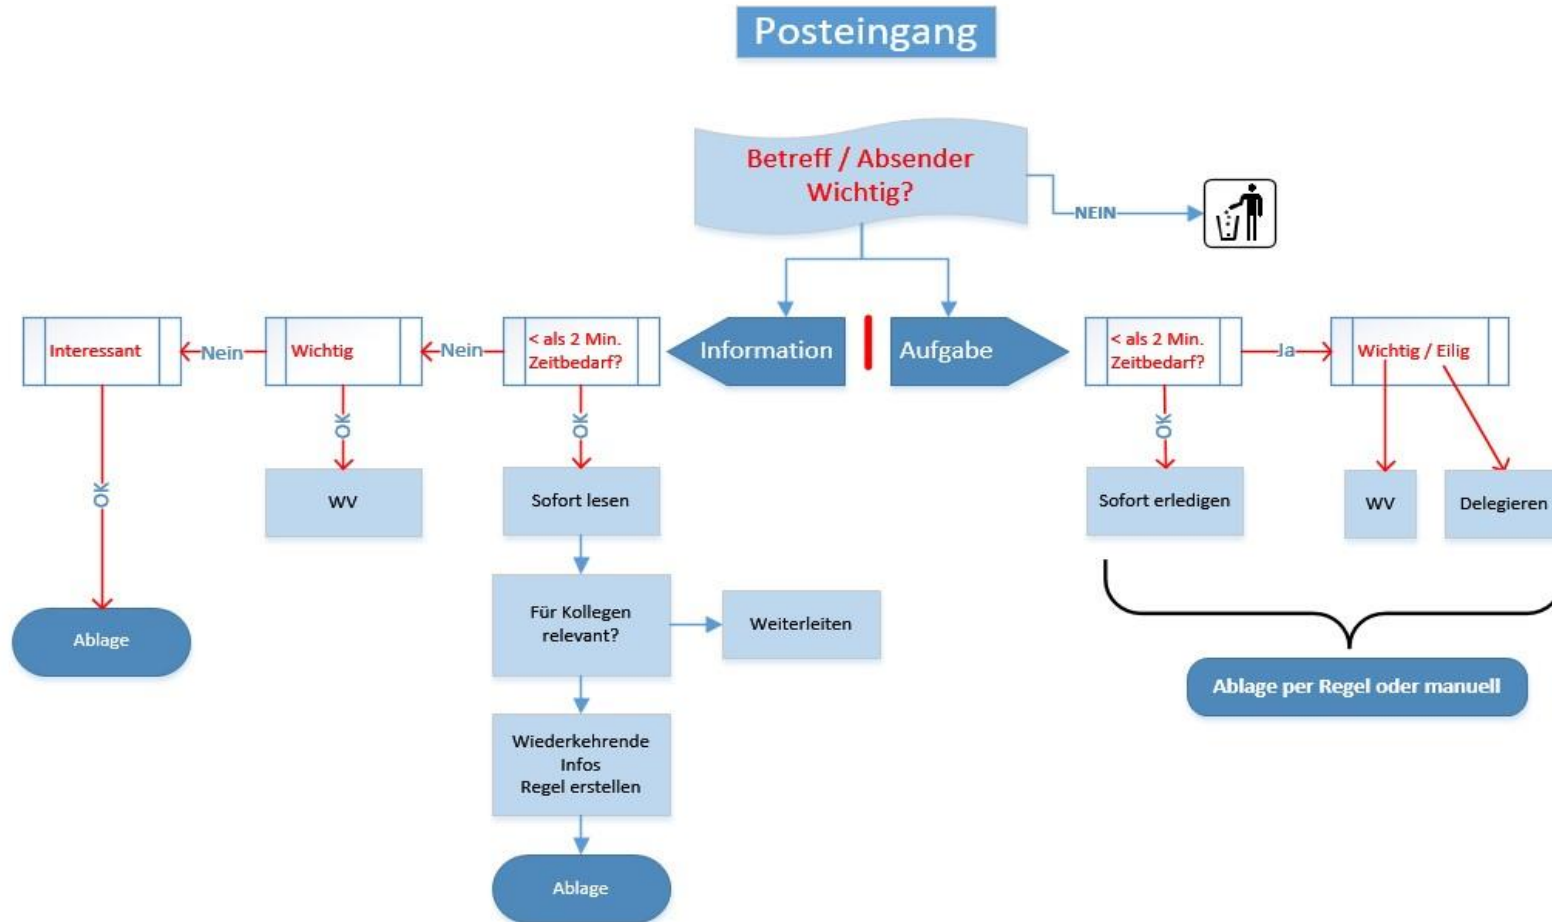 Posteingang
Betreff / Absender
Wichtig?
NEIN
Interessant
Nein
Wichtig
Nein
< als 2 Min.
Zeitbedarf?
Information
Aufgabe
< als 2 Min.
Zeitbedarf?
Ja
Wichtig / Eilig
OK
OK
OK
OK
WV
Sofort lesen
Sofort erledigen
WV
Delegieren
Ablage
Für Kollegen
relevant?
Weiterleiten
Ablage per Regel oder manuell
Wiederkehrende
Infos
Regel erstellen
Ablage